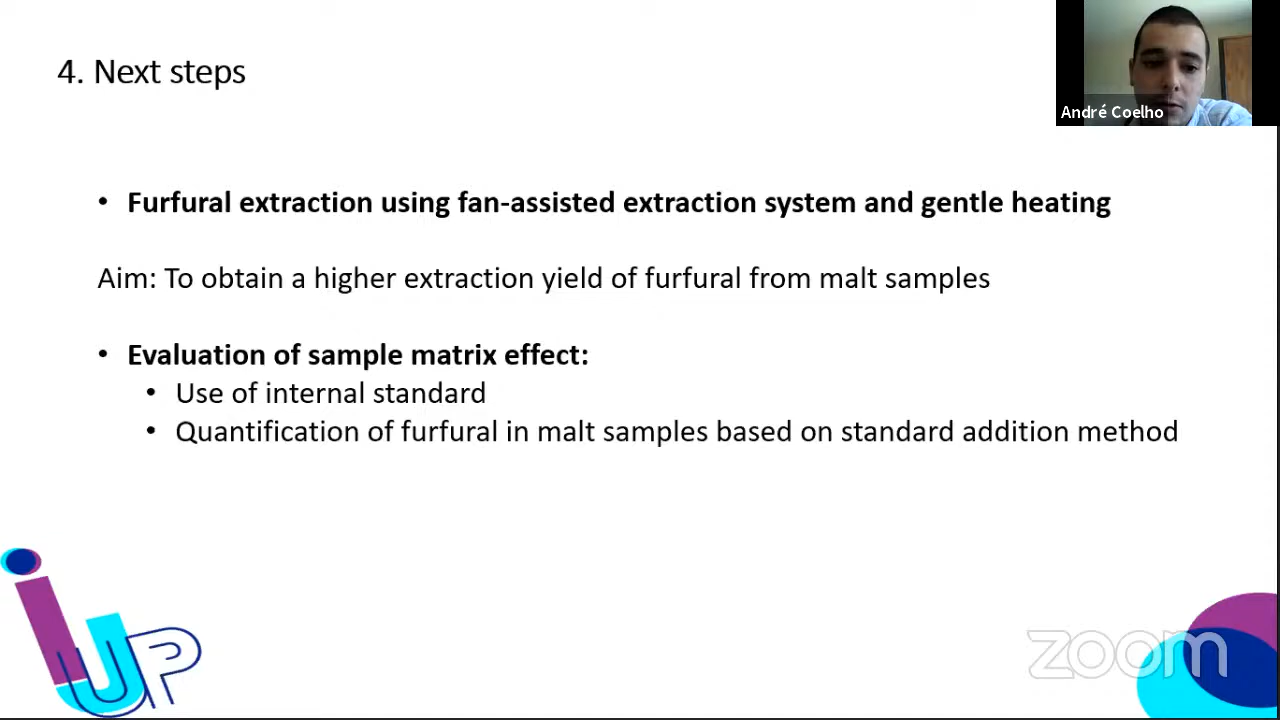 4. Next steps
André Coelho
• Furfural extraction using fan-assisted extraction system and gentle heating
Aim: To obtain a higher extraction yield of furfural from malt samples
• Evaluation of sample matrix effect:
• Use of internal standard
• Quantification of furfural in malt samples based on standard addition method
iUP
zoom